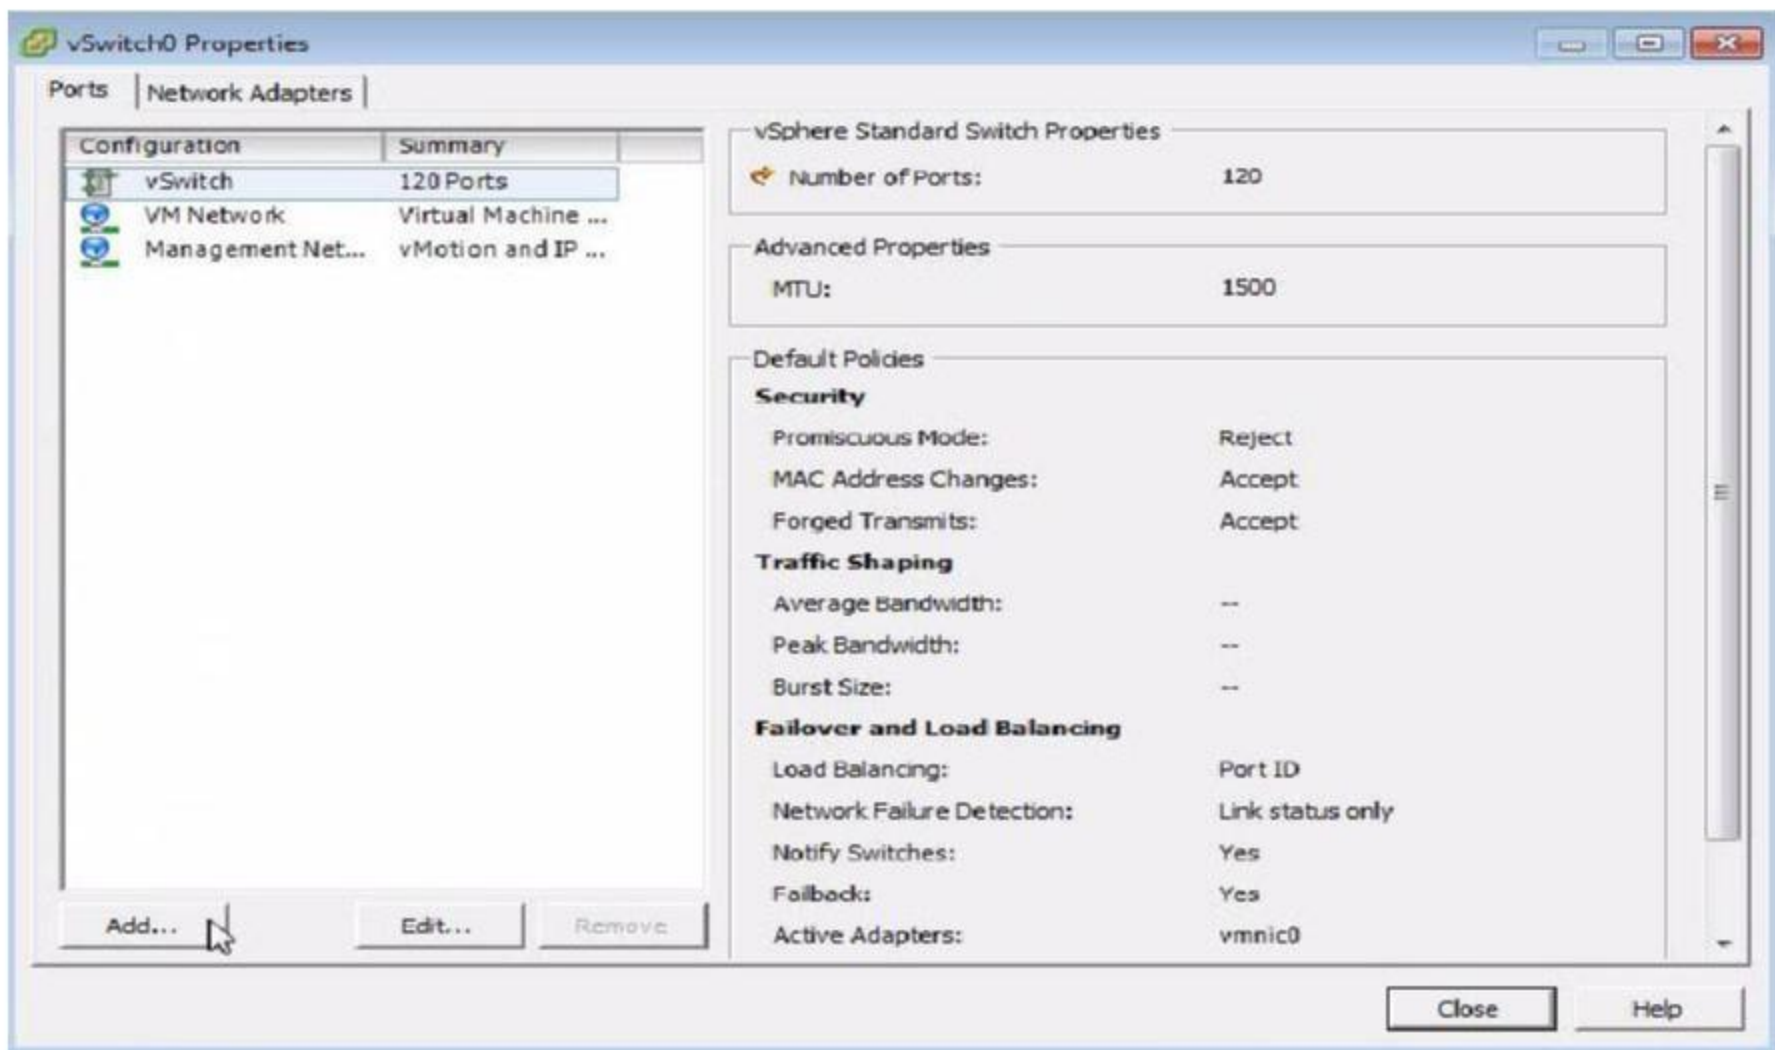 vSwitch0 Properties
Ports Network Adapters
Configuration Summary
vSwitch 120 Ports
VM Network Virtual Machine ...
Management Net... vMotion and IP ...
Add... Edit... Remove
vSphere Standard Switch Properties
Number of Ports: 120
Advanced Properties
MTU: 1500
Default Policies
Security
Promiscuous Mode: Reject
MAC Address Changes: Accept
Forged Transmits: Accept
Traffic Shaping
Average Bandwidth: --
Peak Bandwidth: --
Burst Size: --
Failover and Load Balancing
Load Balancing: Port ID
Network Failure Detection: Link status only
Notify Switches: Yes
Failback: Yes
Active Adapters: vmnic0
Close Help